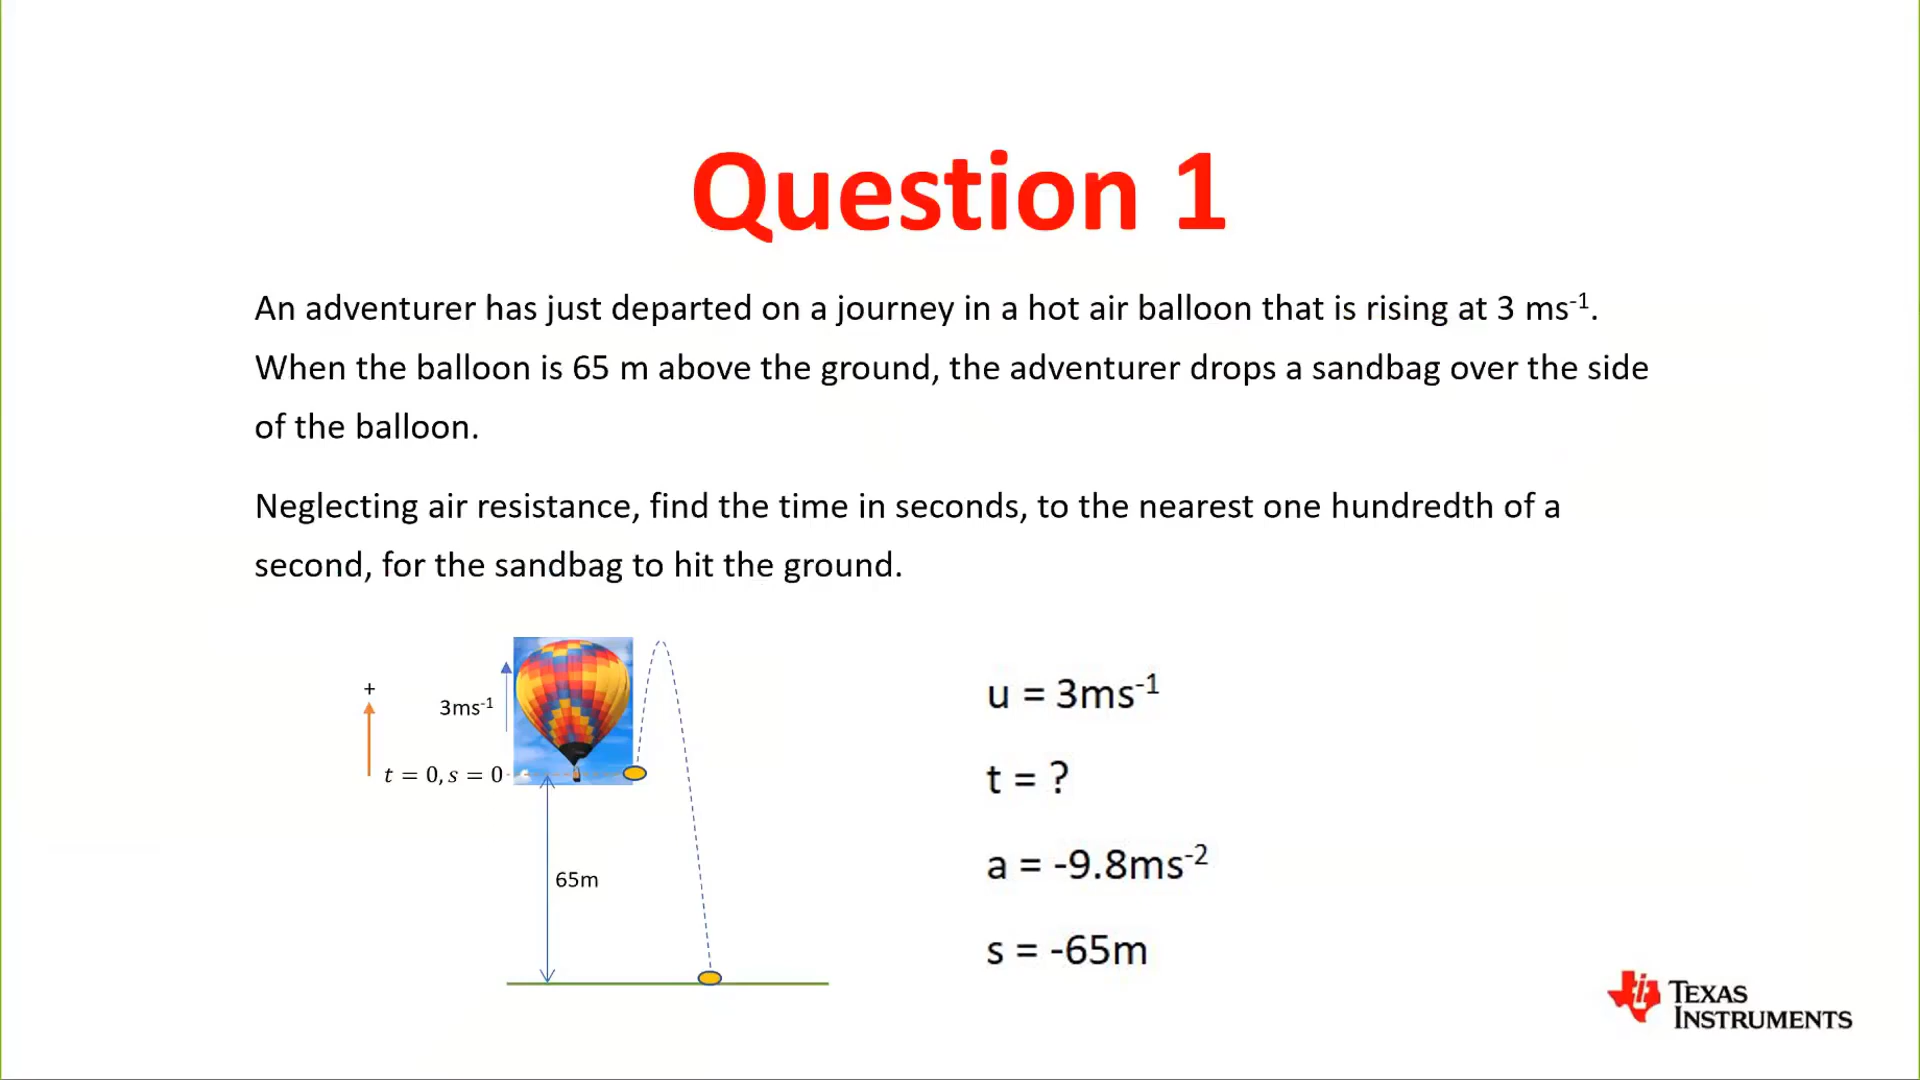 Question 1
An adventurer has just departed on a journey in a hot air balloon that is rising at 3 ms⁻¹.
When the balloon is 65 m above the ground, the adventurer drops a sandbag over the side
of the balloon.
Neglecting air resistance, find the time in seconds, to the nearest one hundredth of a
second, for the sandbag to hit the ground.
+
3ms⁻¹
t = 0, s = 0
65m
u = 3ms⁻¹
t = ?
a = -9.8ms⁻²
s = -65m
TEXAS
INSTRUMENTS